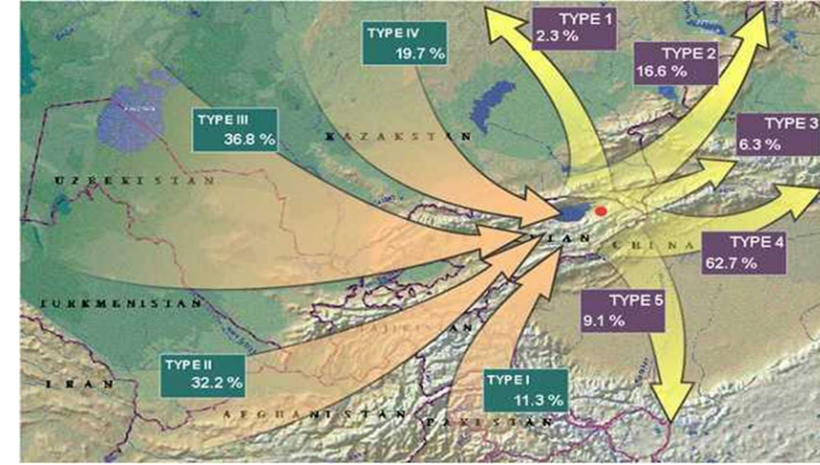 TYPE IV
19.7 %
TYPE 1
2.3 %
TYPE 2
16.6 %
TYPE III
36.8 %
TYPE 3
6.3 %
KAZAKSTAN
UZBEKISTAN
TIAN
CHINA
TYPE 4
62.7 %
TURKMENISTAN
TYPE 5
9.1 %
TYPE II
32.2 %
TYPE I
11.3 %
IRAN
AFGHANISTAN
PAKISTAN